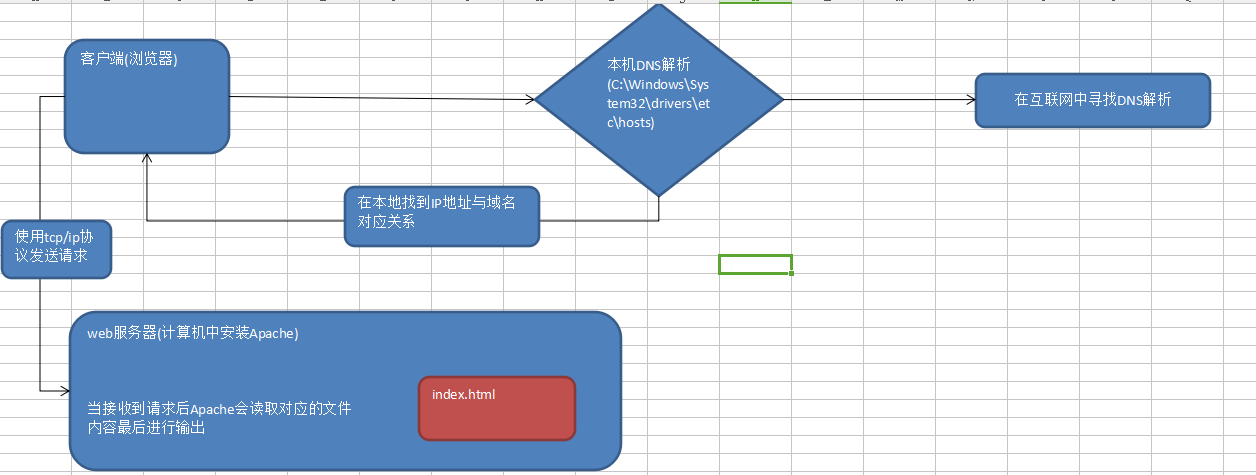 客户端(浏览器)
本机DNS解析
(C:\Windows\Sys
tem32\drivers\et
c\hosts)
在互联网中寻找DNS解析
在本地找到IP地址与域名
对应关系
使用tcp/ip协
议发送请求
web服务器(计算机中安装Apache)
index.html
当接收到请求后Apache会读取对应的文件
内容最后进行输出